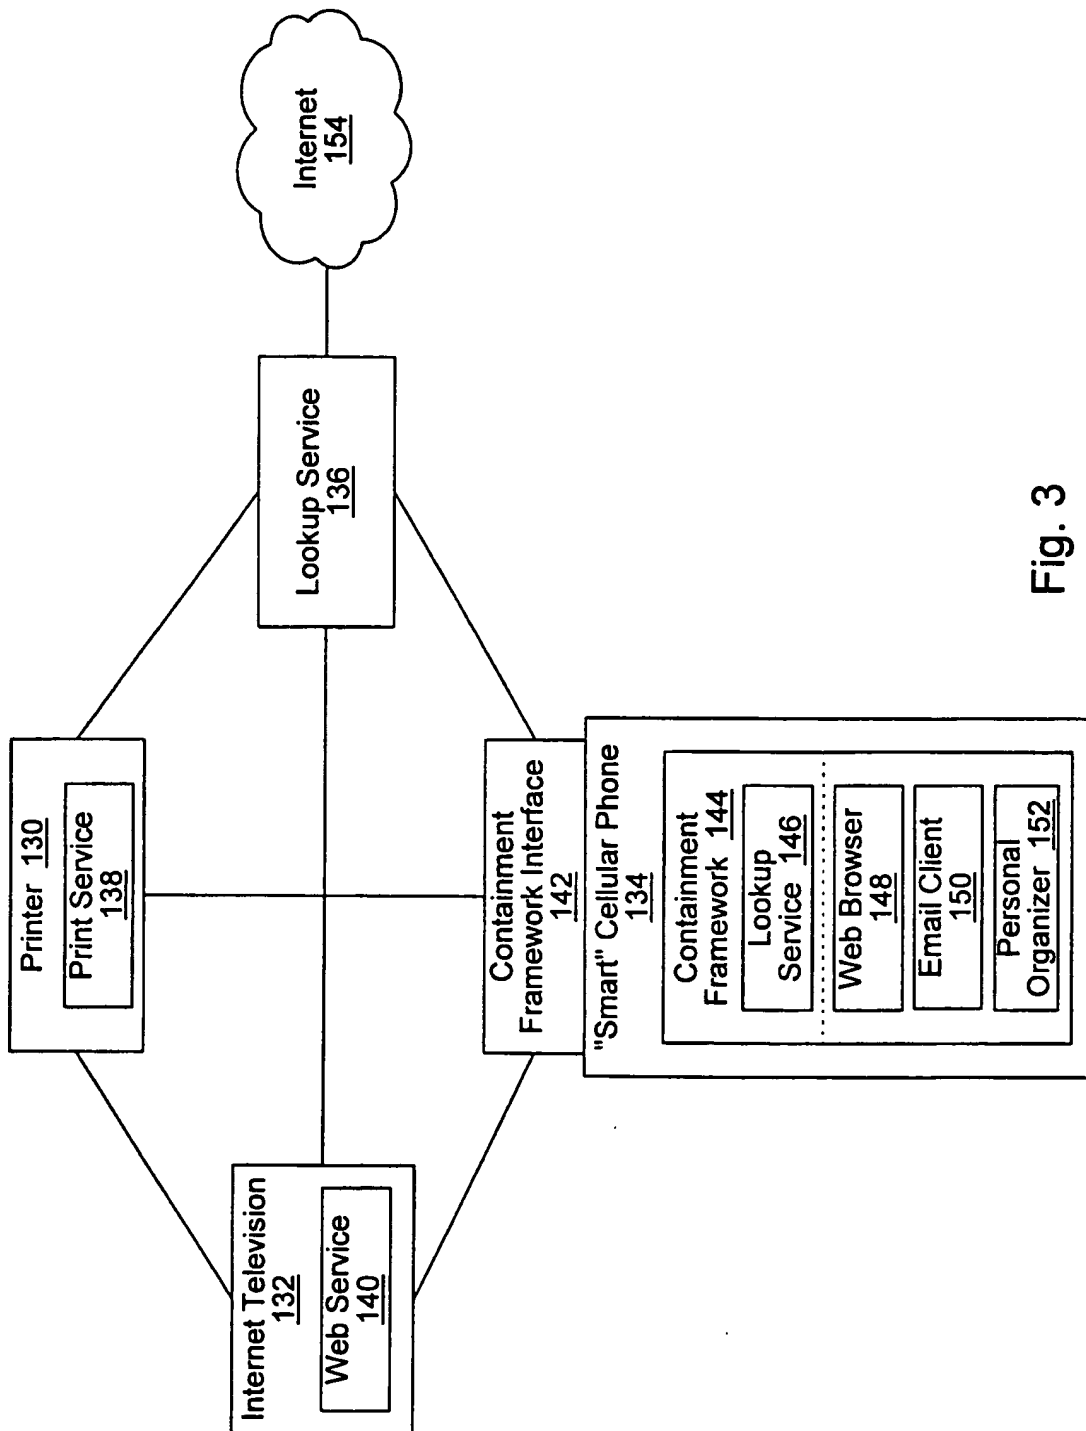 Printer 130
Print Service
138
Internet Television
132
Web Service
140
Lookup Service
136
Internet
154
Containment
Framework Interface
142
"Smart" Cellular Phone
134
Containment
Framework 144
Lookup
Service 146
Web Browser
148
Email Client
150
Personal
Organizer 152
Fig. 3